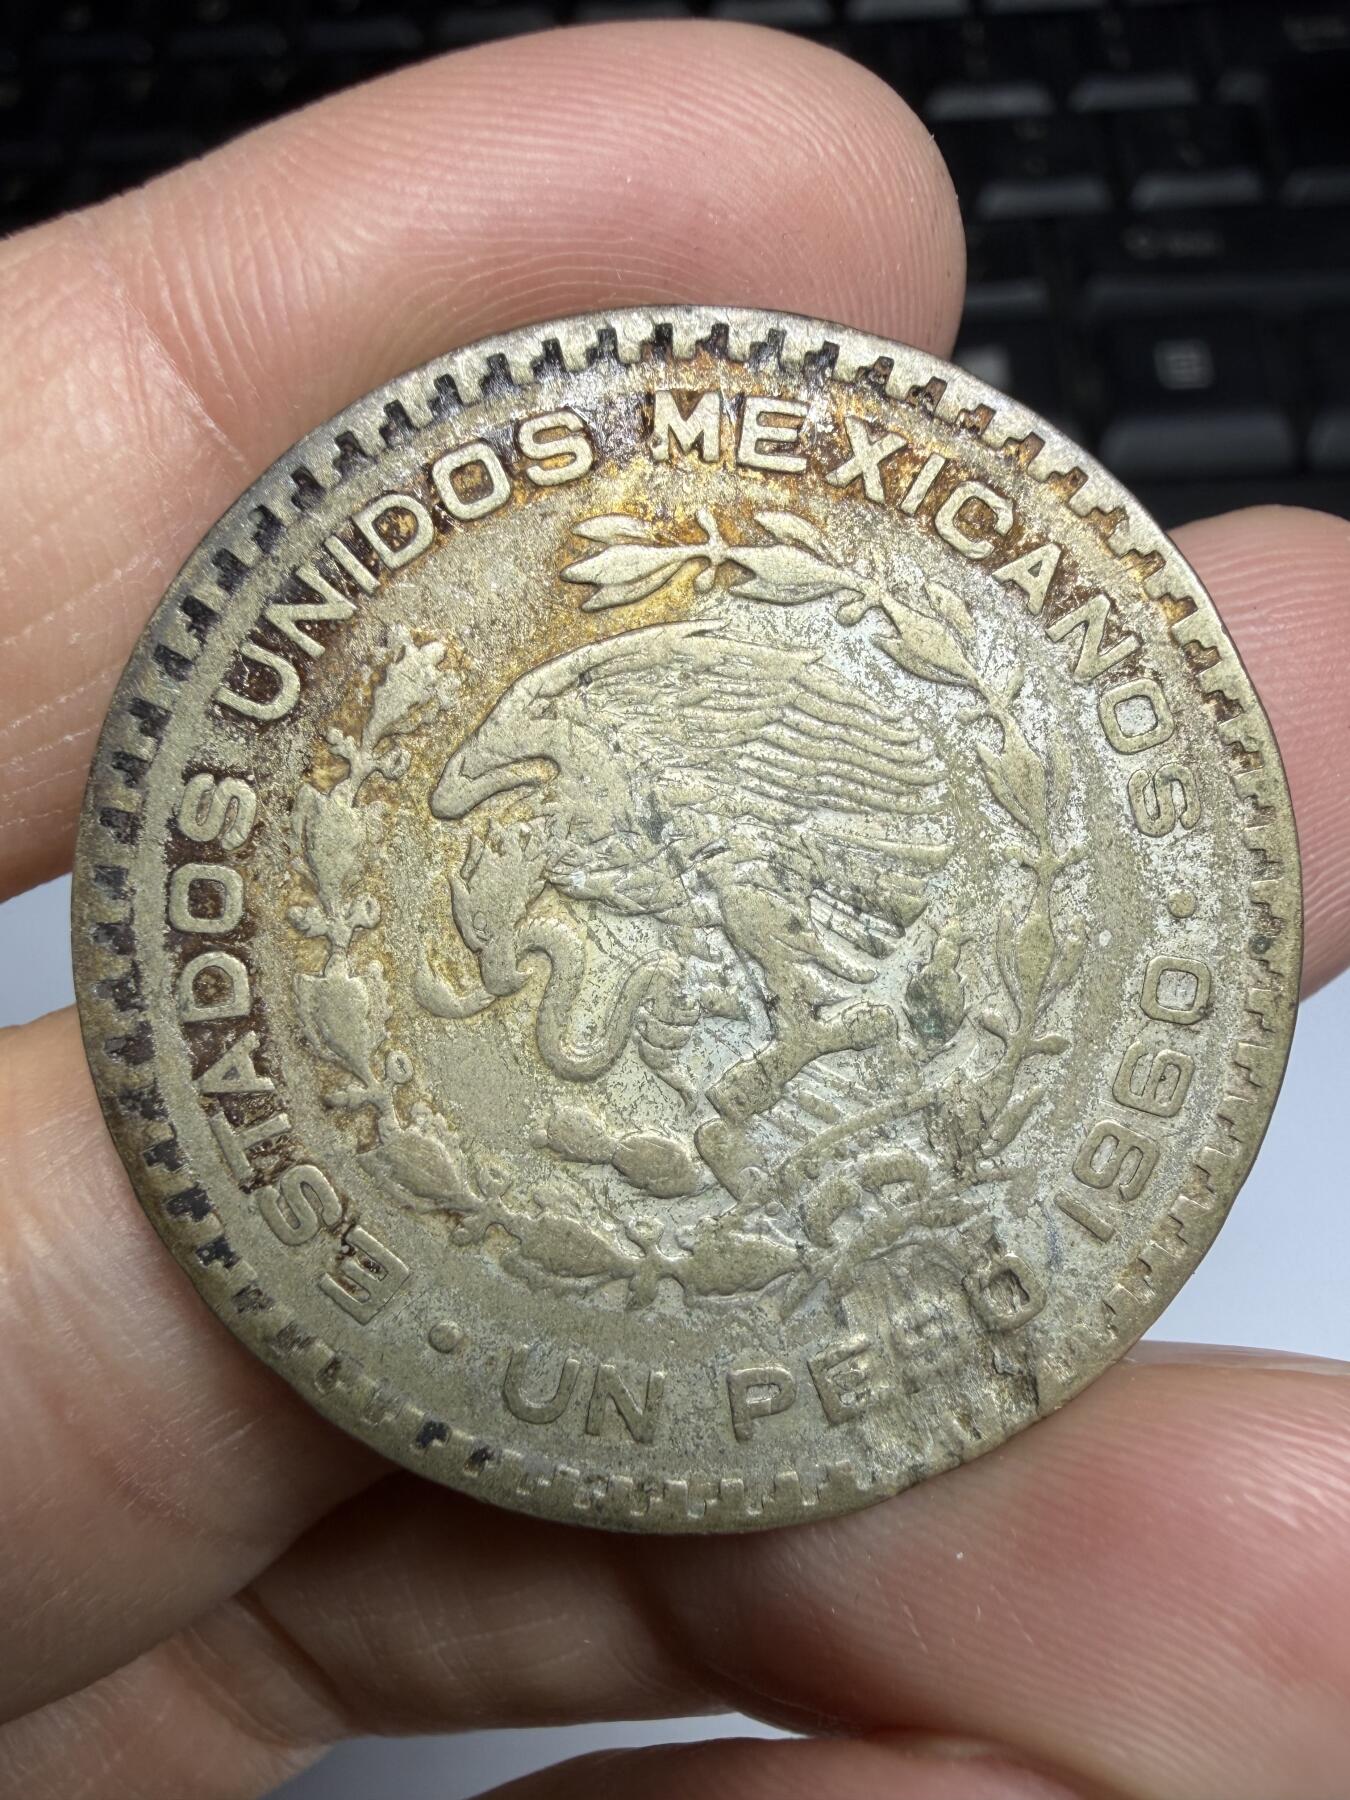 ESTADOS UNIDOS MEXICANOS
M · UN PESO 1960 ·